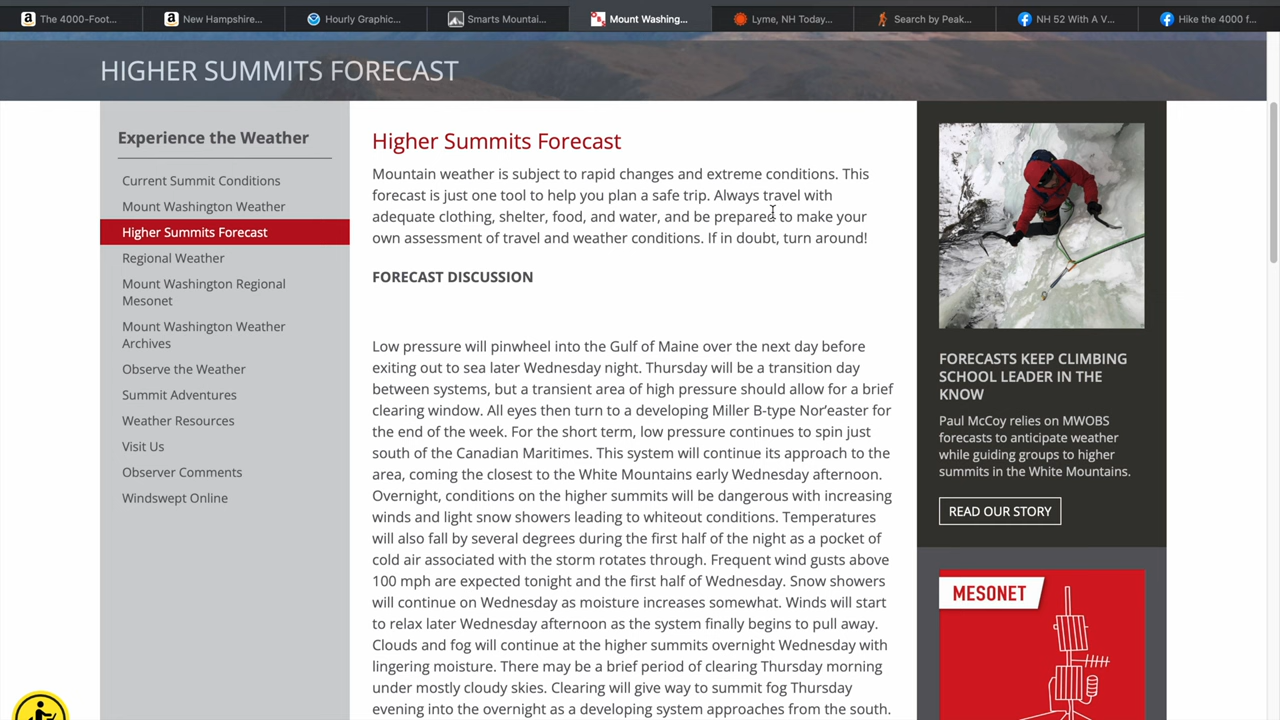 The 4000-Foot...
New Hampshire...
Hourly Graphic...
Smarts Mountai...
Mount Washing...
Lyme, NH Today...
Search by Peak...
NH 52 With A V...
Hike the 4000 f...
HIGHER SUMMITS FORECAST
Experience the Weather
Current Summit Conditions
Mount Washington Weather
Higher Summits Forecast
Regional Weather
Mount Washington Regional
Mesonet
Mount Washington Weather
Archives
Observe the Weather
Summit Adventures
Weather Resources
Visit Us
Observer Comments
Windswept Online
Higher Summits Forecast
Mountain weather is subject to rapid changes and extreme conditions. This
forecast is just one tool to help you plan a safe trip. Always travel with
adequate clothing, shelter, food, and water, and be prepared to make your
own assessment of travel and weather conditions. If in doubt, turn around!
FORECAST DISCUSSION
Low pressure will pinwheel into the Gulf of Maine over the next day before
exiting out to sea later Wednesday night. Thursday will be a transition day
between systems, but a transient area of high pressure should allow for a brief
clearing window. All eyes then turn to a developing Miller B-type Nor’easter for
the end of the week. For the short term, low pressure continues to spin just
south of the Canadian Maritimes. This system will continue its approach to the
area, coming the closest to the White Mountains early Wednesday afternoon.
Overnight, conditions on the higher summits will be dangerous with increasing
winds and light snow showers leading to whiteout conditions. Temperatures
will also fall by several degrees during the first half of the night as a pocket of
cold air associated with the storm rotates through. Frequent wind gusts above
100 mph are expected tonight and the first half of Wednesday. Snow showers
will continue on Wednesday as moisture increases somewhat. Winds will start
to relax later Wednesday afternoon as the system finally begins to pull away.
Clouds and fog will continue at the higher summits overnight Wednesday with
lingering moisture. There may be a brief period of clearing Thursday morning
under mostly cloudy skies. Clearing will give way to summit fog Thursday
evening into the overnight as a developing system approaches from the south.
FORECASTS KEEP CLIMBING
SCHOOL LEADER IN THE
KNOW
Paul McCoy relies on MWOBS
forecasts to anticipate weather
while guiding groups to higher
summits in the White Mountains.
READ OUR STORY
MESONET